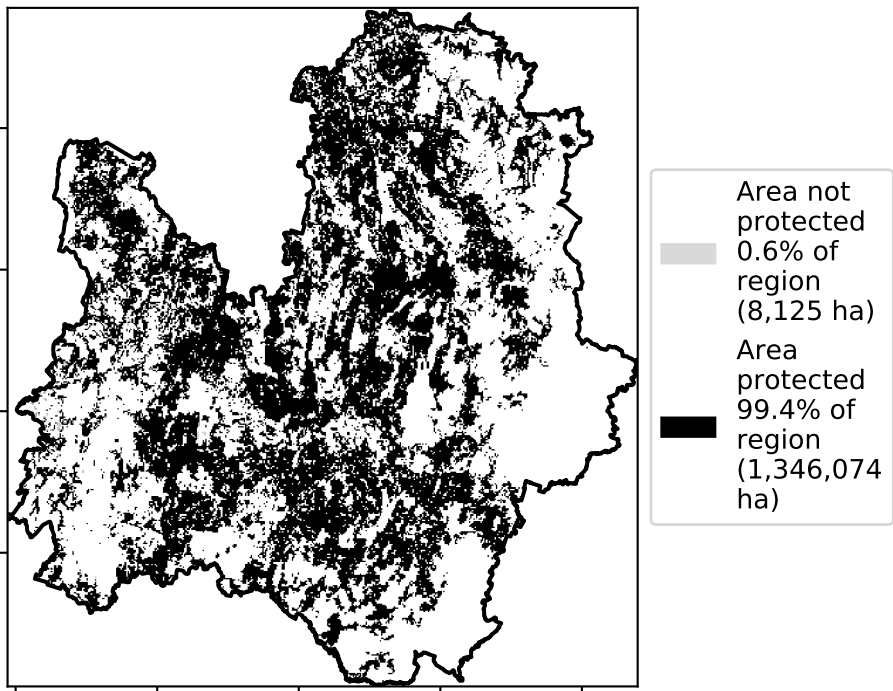 Area not
protected
0.6% of
region
(8,125 ha)
Area
protected
99.4% of
region
(1,346,074
ha)